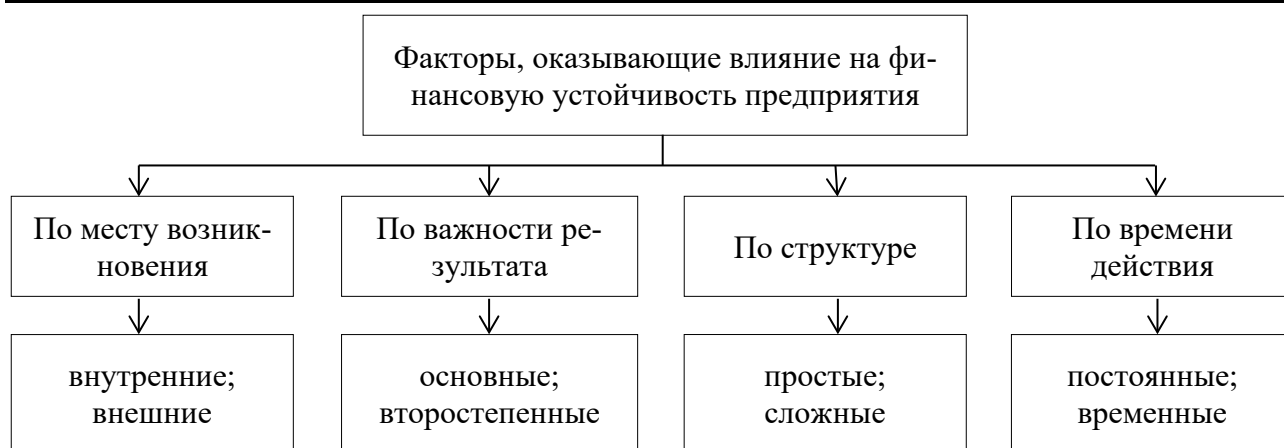 Факторы, оказывающие влияние на фи-
нансовую устойчивость предприятия
По месту возник-
новения
По важности ре-
зультата
По структуре
По времени
действия
внутренние;
внешние
основные;
второстепенные
простые;
сложные
постоянные;
временные